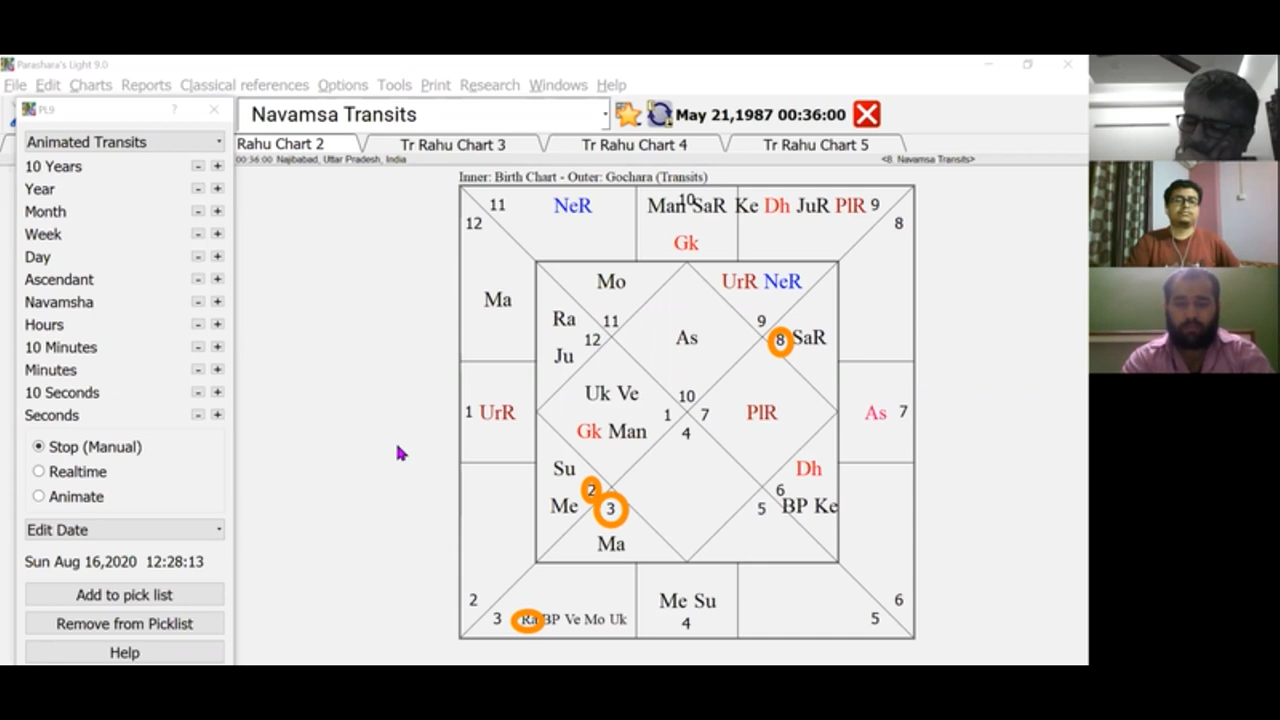 Parashara's Light 9.0
File Edit Charts Reports Classical references Options Tools Print Research Windows Help
PL9 ? ×
Navamsa Transits
May 21,1987 00:36:00
Animated Transits
Rahu Chart 2 Tr Rahu Chart 3 Tr Rahu Chart 4 Tr Rahu Chart 5
00:36:00 Najibabad, Uttar Pradesh, India <8. Navamsa Transits>
10 Years - +
Year - +
Month - +
Week - +
Day - +
Ascendant - +
Navamsha - +
Hours - +
10 Minutes - +
Minutes - +
10 Seconds - +
Seconds - +
Stop (Manual)
Realtime
Animate
Edit Date
Sun Aug 16,2020 12:28:13
Add to pick list
Remove from Picklist
Help
Inner: Birth Chart - Outer: Gochara (Transits)
11 NeR 10 Man SaR Ke Dh JuR PlR 9
12 8
Gk
Mo UrR NeR
Ma
Ra 11 9
12 As 8 SaR
Ju
Uk Ve 10
1 UrR 1 7 PlR As 7
Gk Man 4
Su Dh
2 6
Me 3 5 BP Ke
Ma
2 Me Su 6
3 Ra BP Ve Mo Uk 4 5